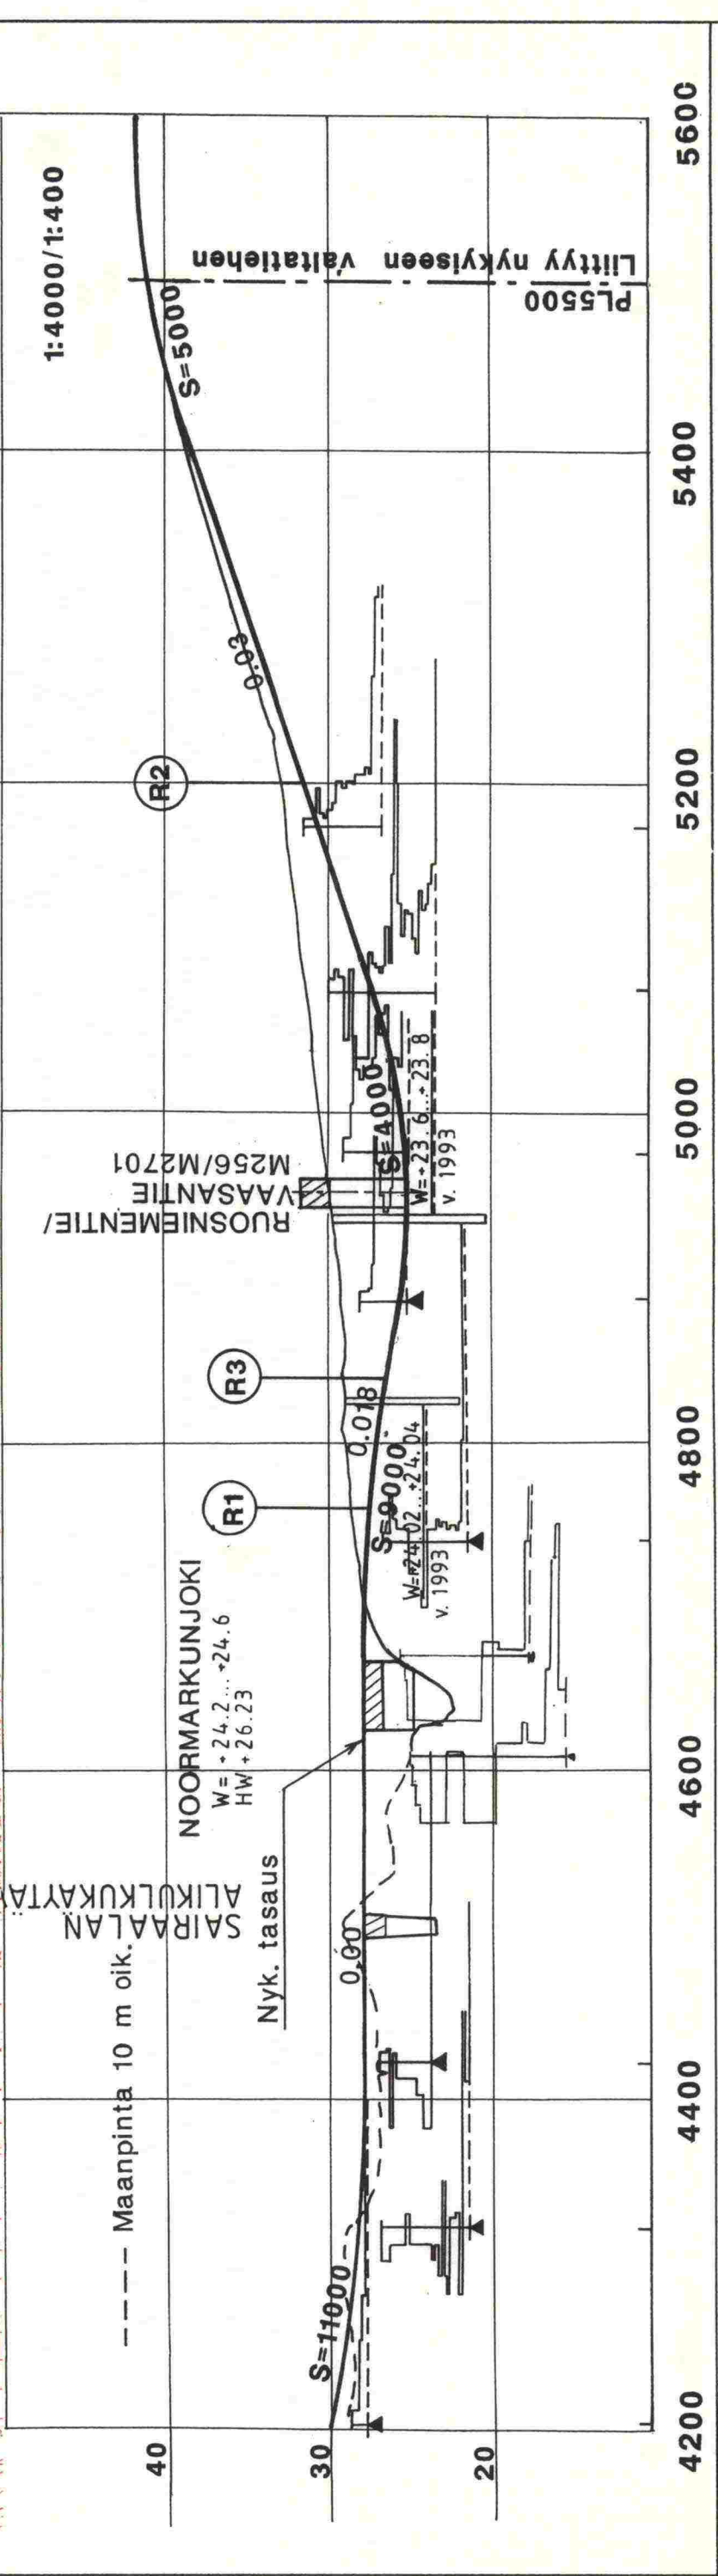 1:4000/1:400
---- Maanpinta 10 m oik.
SAIRAALAN
ALIKULKUKÄYTÄ
Nyk. tasaus
NOORMARKUNJOKI
W= +24.2... +24.6
HW +26.23
R1
R3
RUOSNIEMENTIE/
VAASANTIE
M256/M2701
R2
PL5500
Liittyy nykyiseen valtatiehen
S=11000
0.00
S=9000
0.018
S=4000
0.03
S=5000
W=+24.02...+24.04
v. 1993
W=+23.6...+23.8
v. 1993
40
30
20
4200
4400
4600
4800
5000
5200
5400
5600